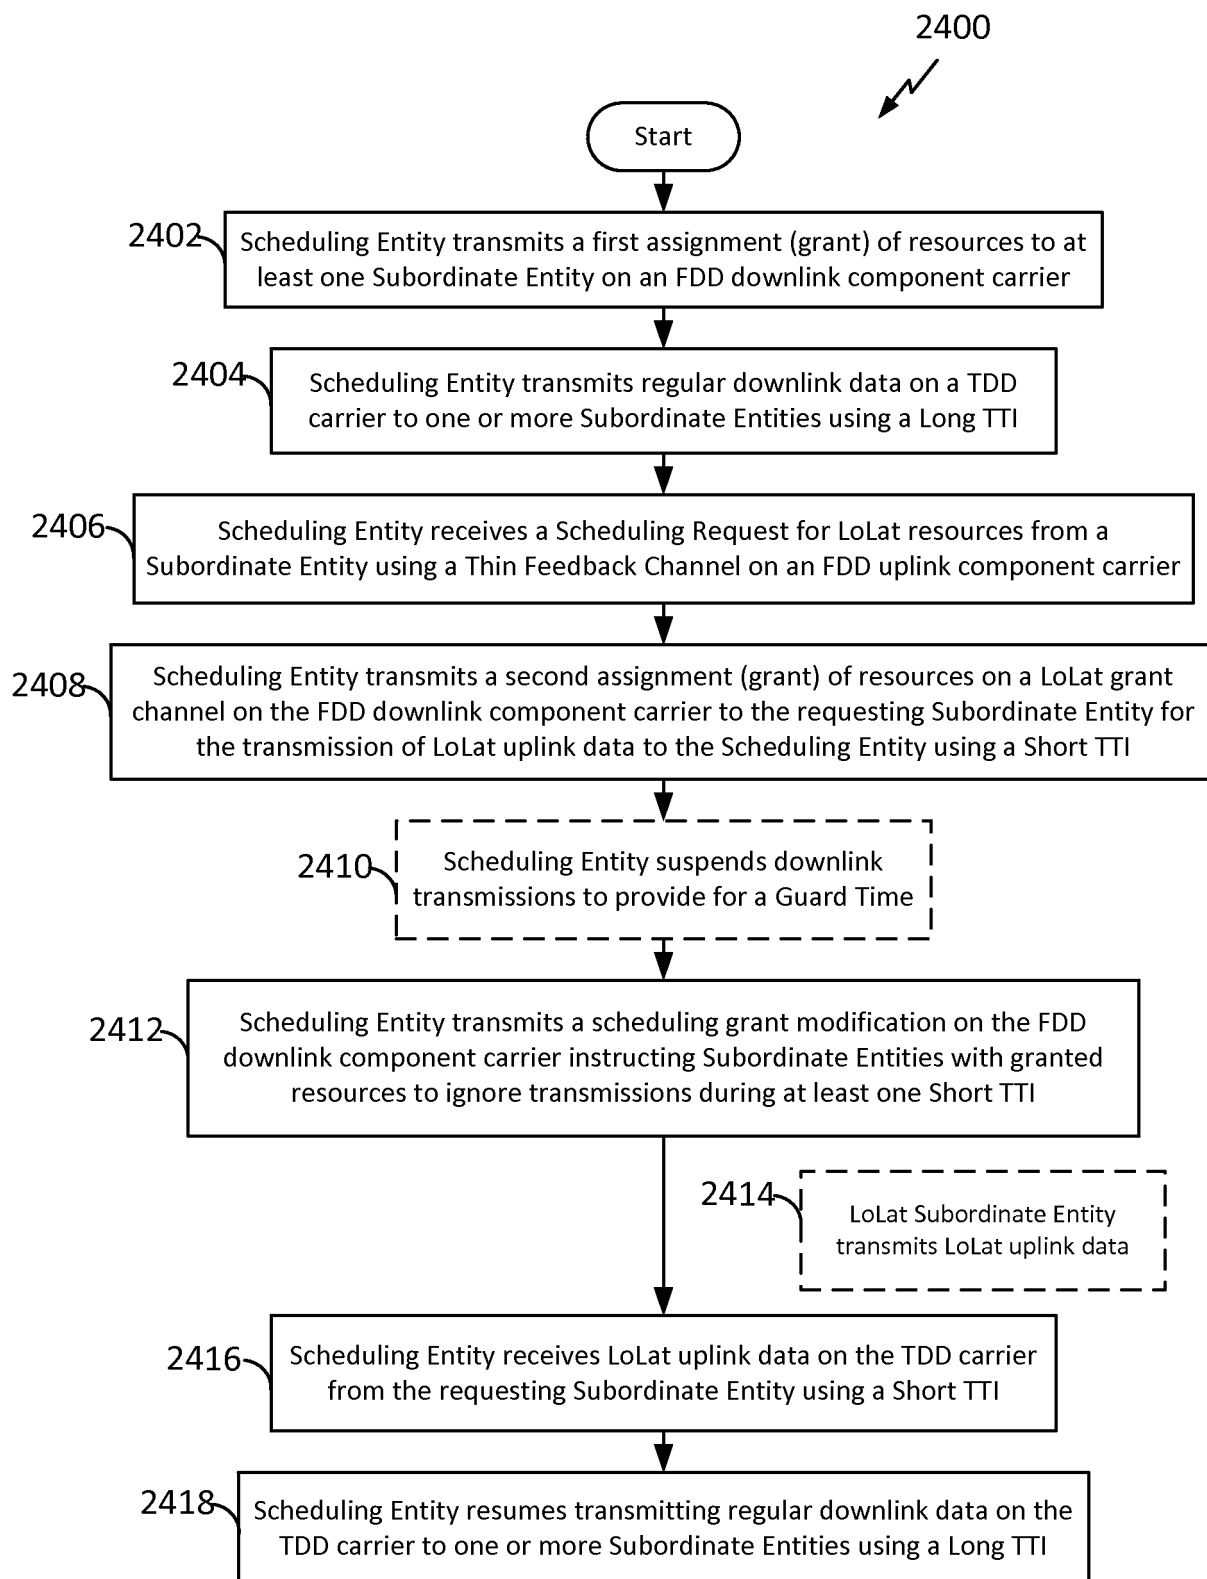 2400
Start
2402
Scheduling Entity transmits a first assignment (grant) of resources to at
least one Subordinate Entity on an FDD downlink component carrier
2404
Scheduling Entity transmits regular downlink data on a TDD
carrier to one or more Subordinate Entities using a Long TTI
2406
Scheduling Entity receives a Scheduling Request for LoLat resources from a
Subordinate Entity using a Thin Feedback Channel on an FDD uplink component carrier
2408
Scheduling Entity transmits a second assignment (grant) of resources on a LoLat grant
channel on the FDD downlink component carrier to the requesting Subordinate Entity for
the transmission of LoLat uplink data to the Scheduling Entity using a Short TTI
2410
Scheduling Entity suspends downlink
transmissions to provide for a Guard Time
2412
Scheduling Entity transmits a scheduling grant modification on the FDD
downlink component carrier instructing Subordinate Entities with granted
resources to ignore transmissions during at least one Short TTI
2414
LoLat Subordinate Entity
transmits LoLat uplink data
2416
Scheduling Entity receives LoLat uplink data on the TDD carrier
from the requesting Subordinate Entity using a Short TTI
2418
Scheduling Entity resumes transmitting regular downlink data on the
TDD carrier to one or more Subordinate Entities using a Long TTI